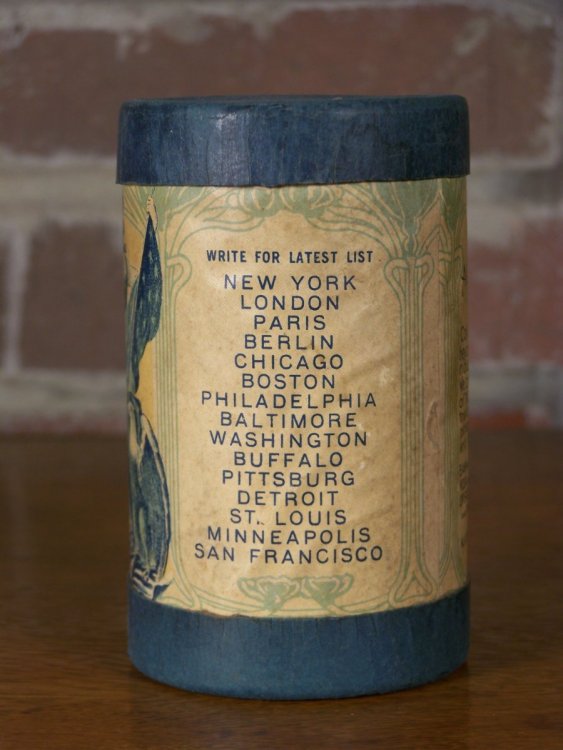 WRITE FOR LATEST LIST
NEW YORK
LONDON
PARIS
BERLIN
CHICAGO
BOSTON
PHILADELPHIA
BALTIMORE
WASHINGTON
BUFFALO
PITTSBURG
DETROIT
ST. LOUIS
MINNEAPOLIS
SAN FRANCISCO